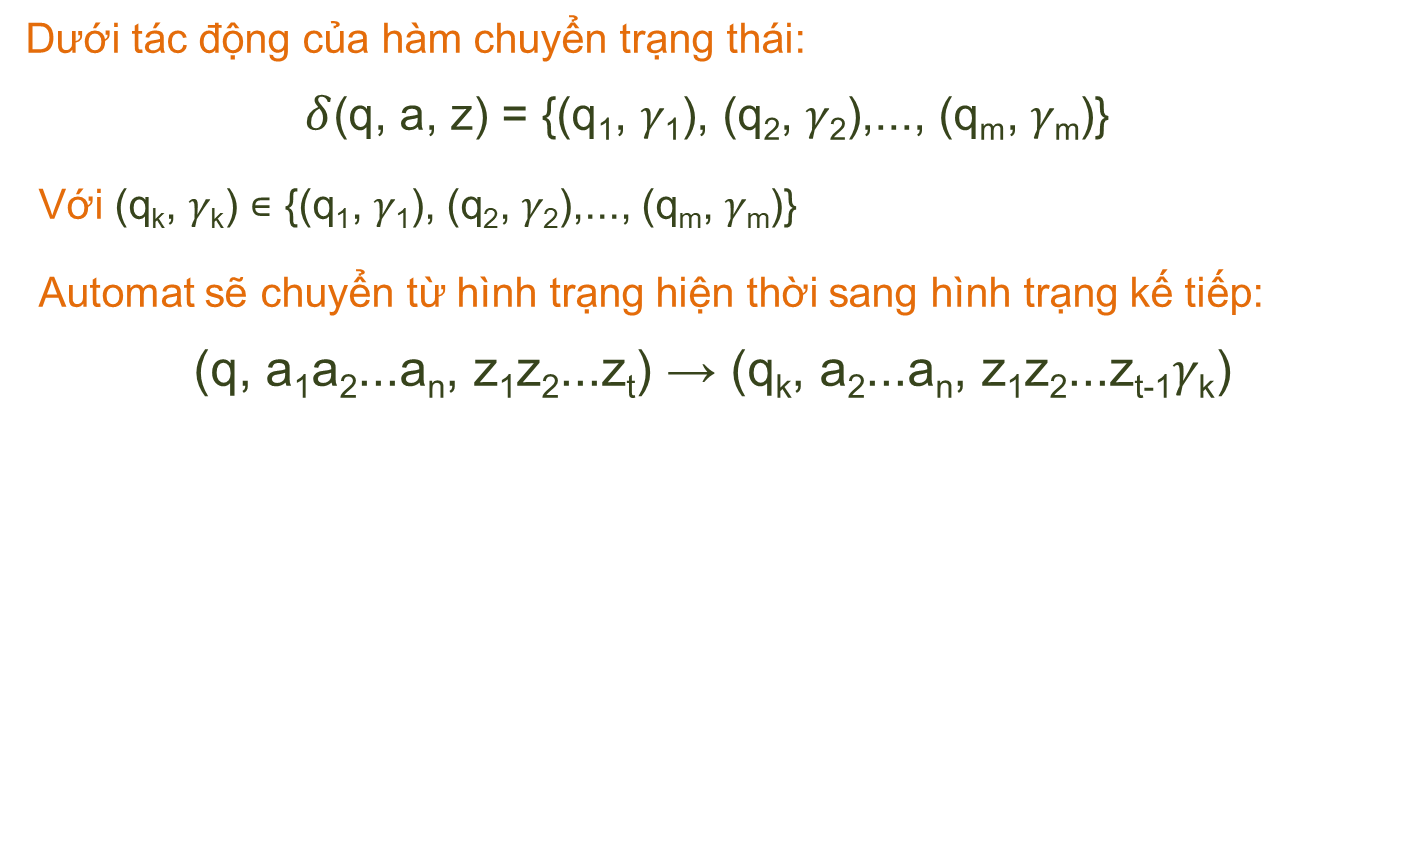 Dưới tác động của hàm chuyển trạng thái:
𝛿(q, a, z) = {(q₁, 𝛾₁), (q₂, 𝛾₂),..., (qₘ, 𝛾ₘ)}
Với (qₖ, 𝛾ₖ) ∊ {(q₁, 𝛾₁), (q₂, 𝛾₂),..., (qₘ, 𝛾ₘ)}
Automat sẽ chuyển từ hình trạng hiện thời sang hình trạng kế tiếp:
(q, a₁a₂...aₙ, z₁z₂...zₜ) → (qₖ, a₂...aₙ, z₁z₂...zₜ₋₁𝛾ₖ)